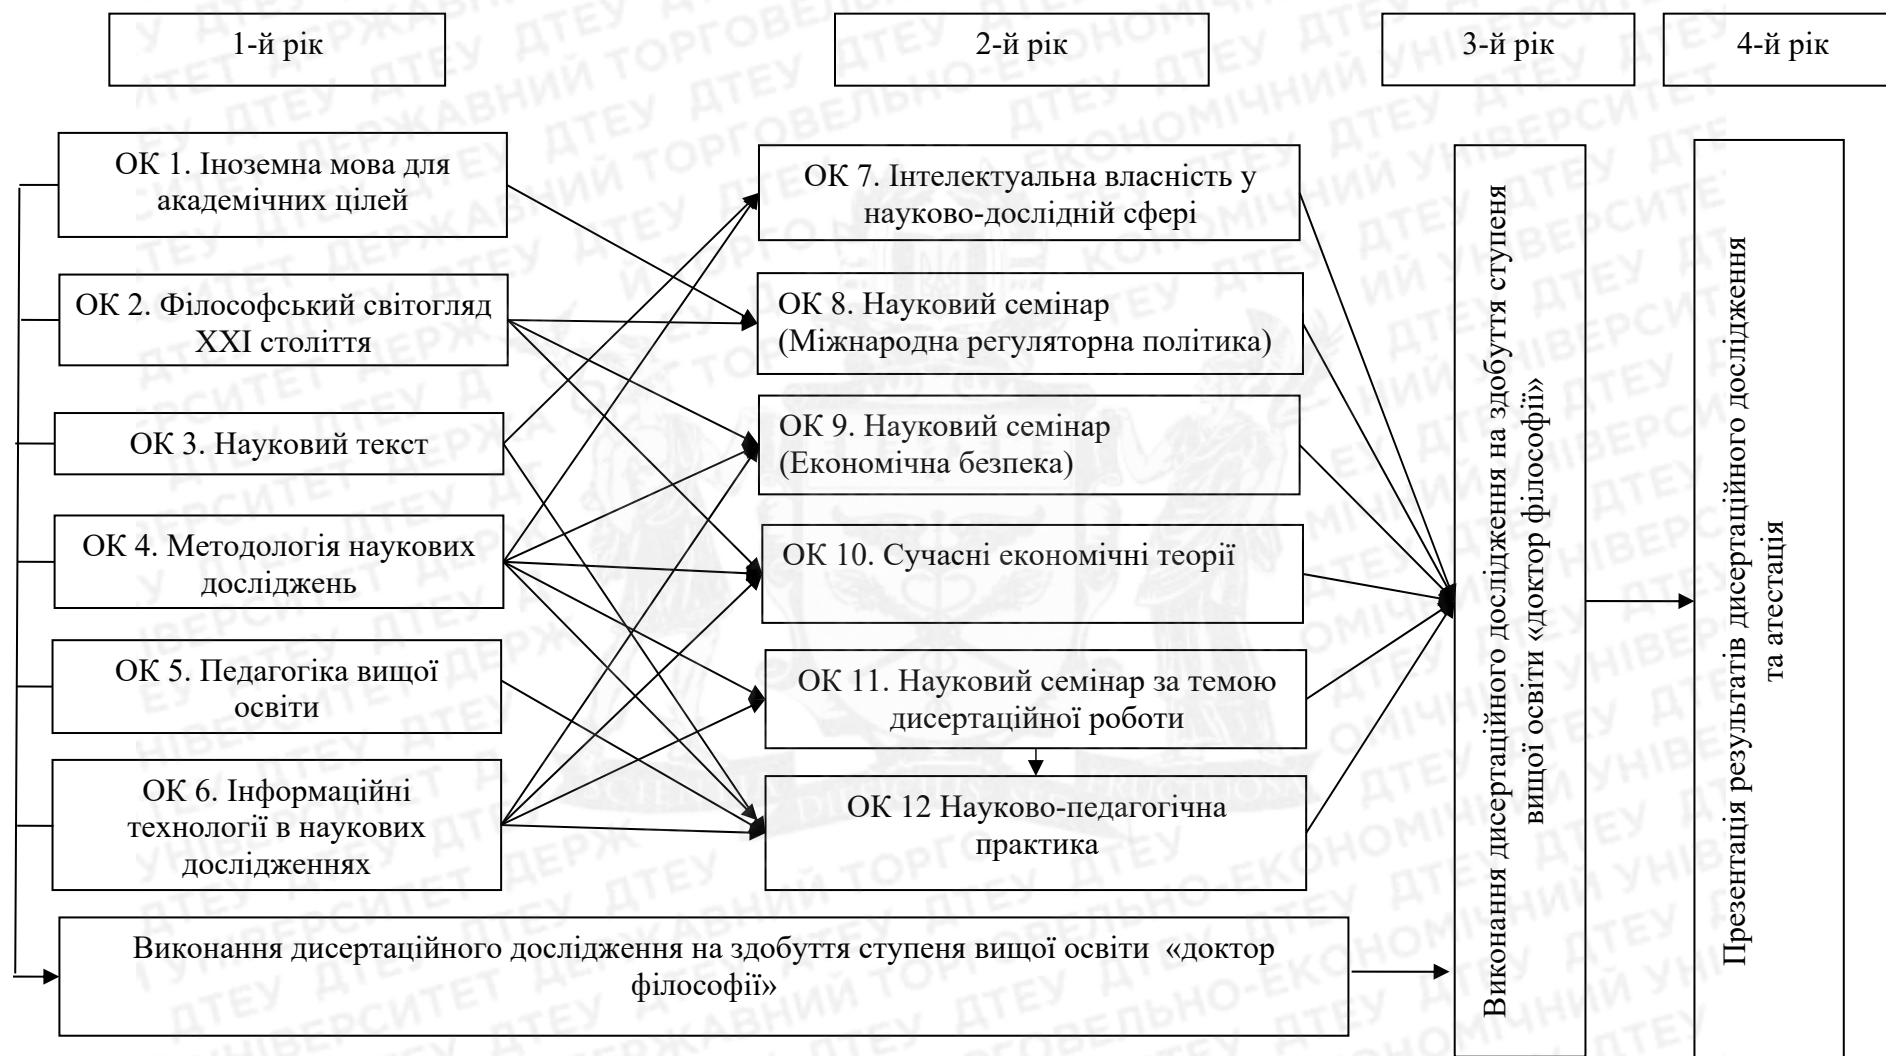 1-й рік
2-й рік
3-й рік
4-й рік
ОК 1. Іноземна мова для
академічних цілей
ОК 2. Філософський світогляд
ХХІ століття
ОК 3. Науковий текст
ОК 4. Методологія наукових
досліджень
ОК 5. Педагогіка вищої
освіти
ОК 6. Інформаційні
технології в наукових
дослідженнях
ОК 7. Інтелектуальна власність у
науково-дослідній сфері
ОК 8. Науковий семінар
(Міжнародна регуляторна політика)
ОК 9. Науковий семінар
(Економічна безпека)
ОК 10. Сучасні економічні теорії
ОК 11. Науковий семінар за темою
дисертаційної роботи
ОК 12 Науково-педагогічна
практика
Виконання дисертаційного дослідження на здобуття ступеня вищої освіти «доктор
філософії»
Виконання дисертаційного дослідження на здобуття ступеня
вищої освіти «доктор філософії»
Презентація результатів дисертаційного дослідження
та атестація